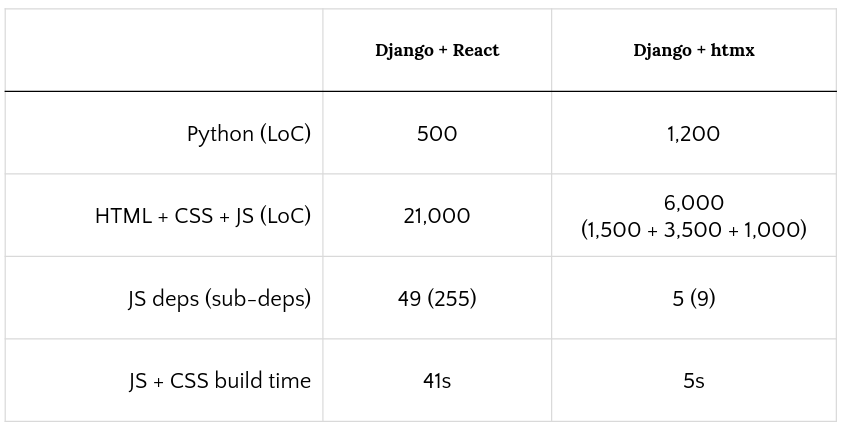 Django + React Django + htmx
Python (LoC) 500 1,200
HTML + CSS + JS (LoC) 21,000 6,000
(1,500 + 3,500 + 1,000)
JS deps (sub-deps) 49 (255) 5 (9)
JS + CSS build time 41s 5s